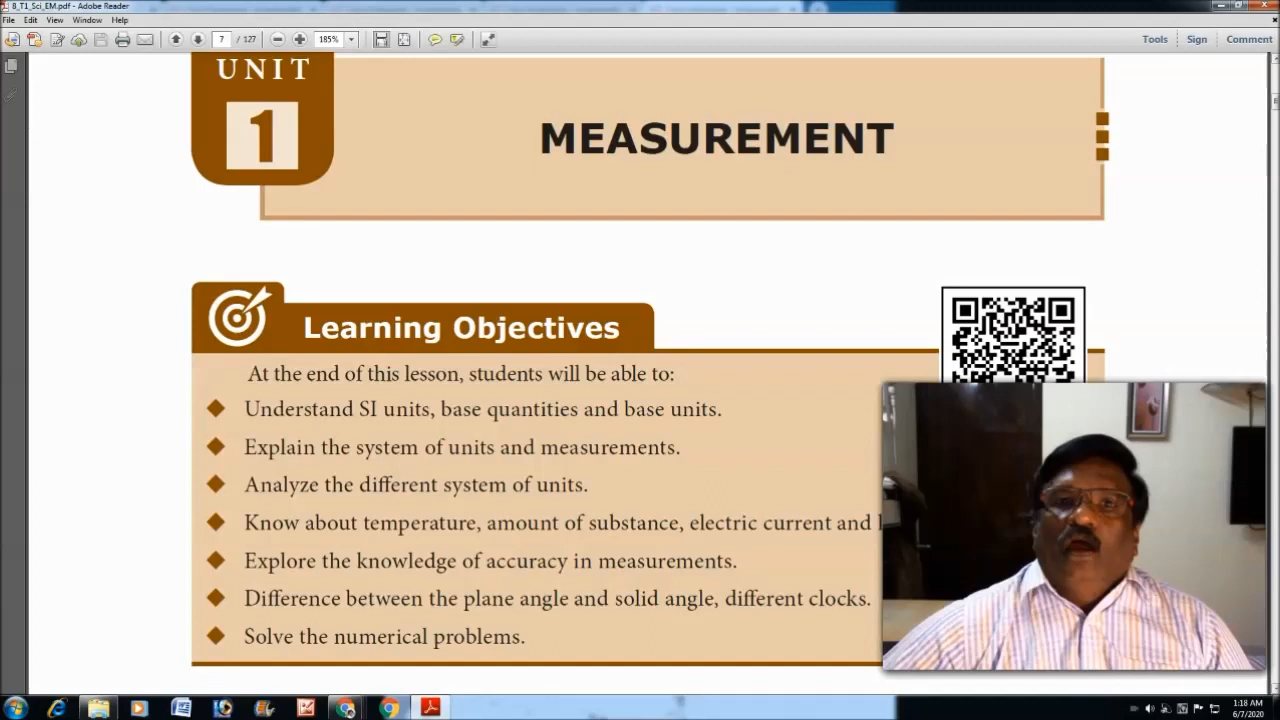 8_T1_Sci_EM.pdf - Adobe Reader
File Edit View Window Help
7 / 127 185% Tools Sign Comment
UNIT
1
MEASUREMENT
Learning Objectives
At the end of this lesson, students will be able to:
Understand SI units, base quantities and base units.
Explain the system of units and measurements.
Analyze the different system of units.
Know about temperature, amount of substance, electric current and
Explore the knowledge of accuracy in measurements.
Difference between the plane angle and solid angle, different clocks.
Solve the numerical problems.
1:18 AM
6/7/2020